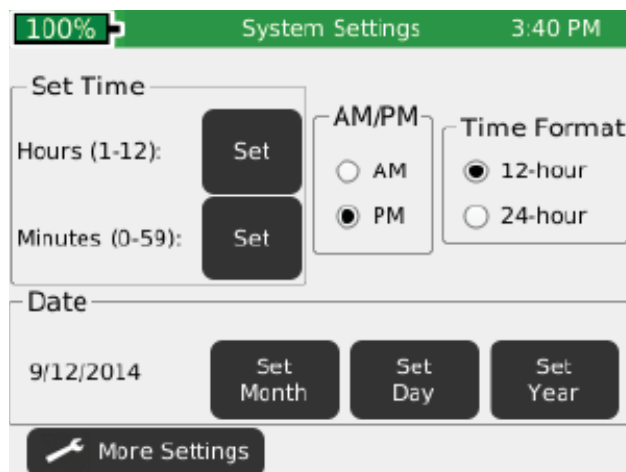 100% System Settings 3:40 PM
Set Time
AM/PM
Time Format
Hours (1-12): Set
AM
12-hour
PM
24-hour
Minutes (0-59): Set
Date
9/12/2014
Set Month
Set Day
Set Year
More Settings